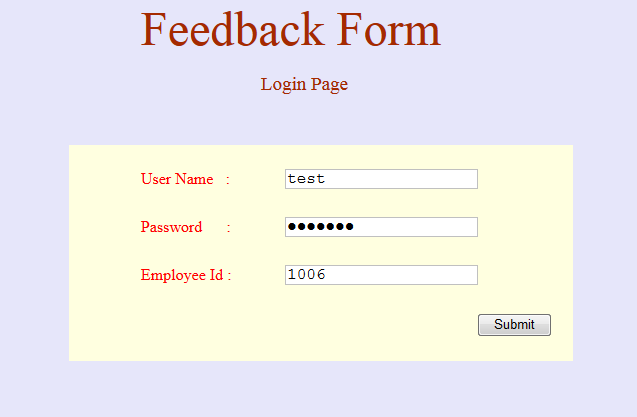 Feedback Form
Login Page
User Name : test
Password : ●●●●●●●
Employee Id : 1006
Submit